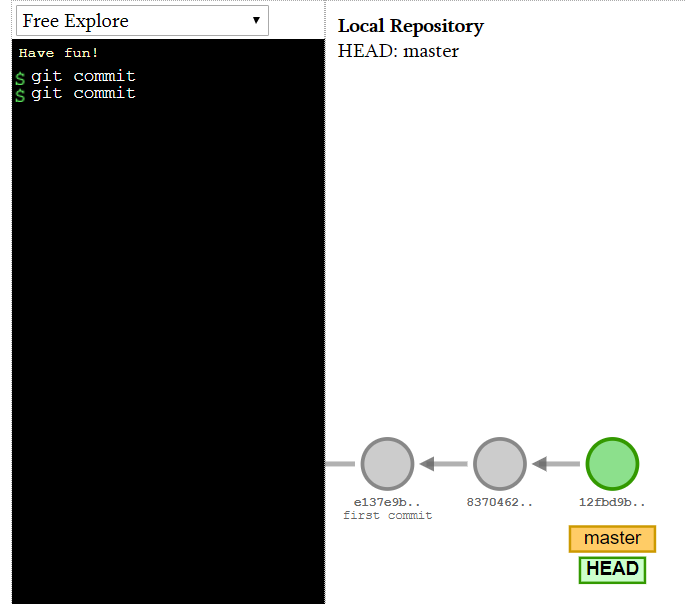 Free Explore
Have fun!
$ git commit
$ git commit
Local Repository
HEAD: master
e137e9b..
first commit
8370462..
12fbd9b..
master
HEAD